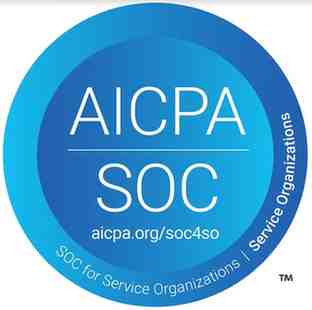 AICPA
SOC
aicpa.org/soc4so
SOC for Service Organizations | Service Organizations
TM